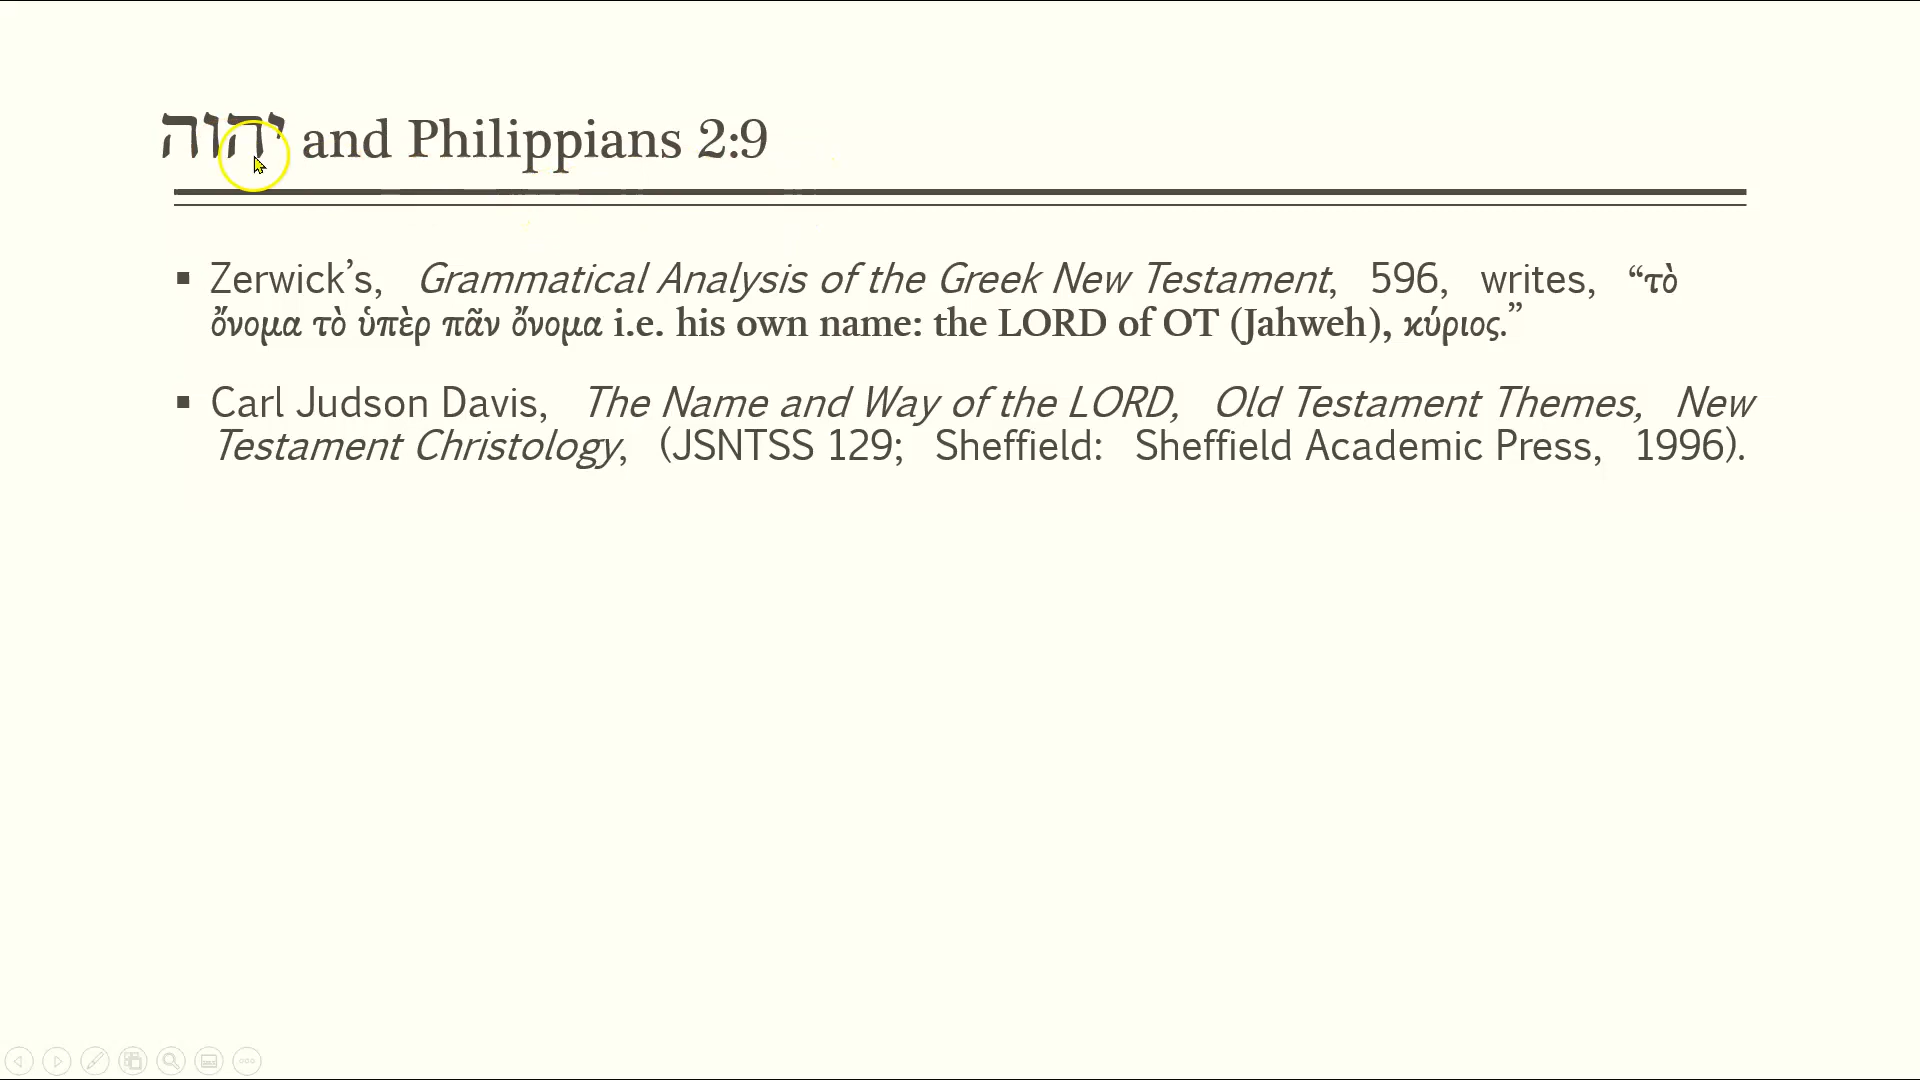 יהוה and Philippians 2:9
▪ Zerwick’s, Grammatical Analysis of the Greek New Testament, 596, writes, “τὸ
ὄνομα τὸ ὑπὲρ πᾶν ὄνομα i.e. his own name: the LORD of OT (Jahweh), κύριος.”
▪ Carl Judson Davis, The Name and Way of the LORD, Old Testament Themes, New
Testament Christology, (JSNTSS 129; Sheffield: Sheffield Academic Press, 1996).